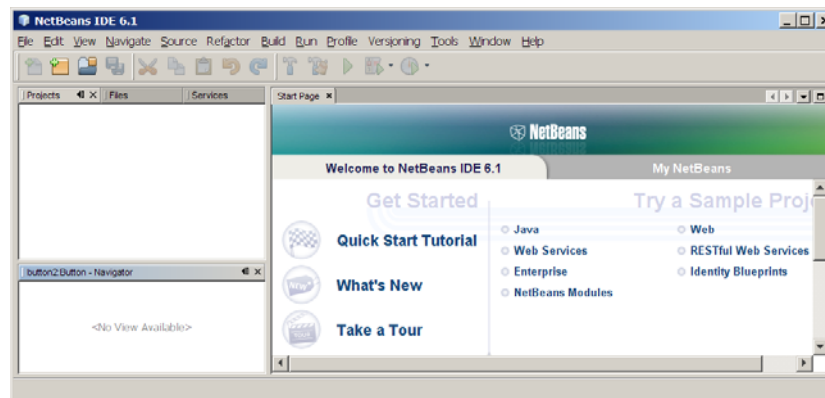 NetBeans IDE 6.1
File Edit View Navigate Source Refactor Build Run Profile Versioning Tools Window Help
Projects Files Services
Start Page
NetBeans
Welcome to NetBeans IDE 6.1
My NetBeans
Get Started
Try a Sample Proj
Quick Start Tutorial
What's New
Take a Tour
Java
Web Services
Enterprise
NetBeans Modules
Web
RESTful Web Services
Identity Blueprints
button2:Button - Navigator
<No View Available>